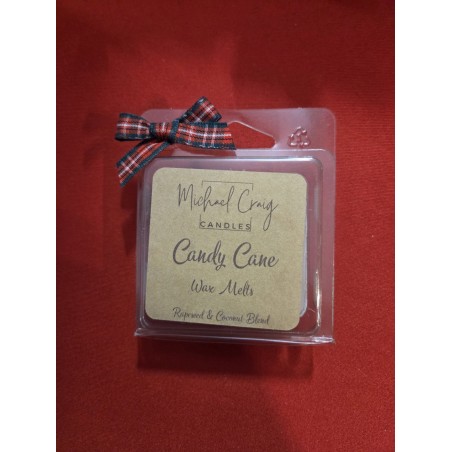 Michael Craig
CANDLES
Candy Cane
Wax Melts
Rapeseed & Coconut Blend